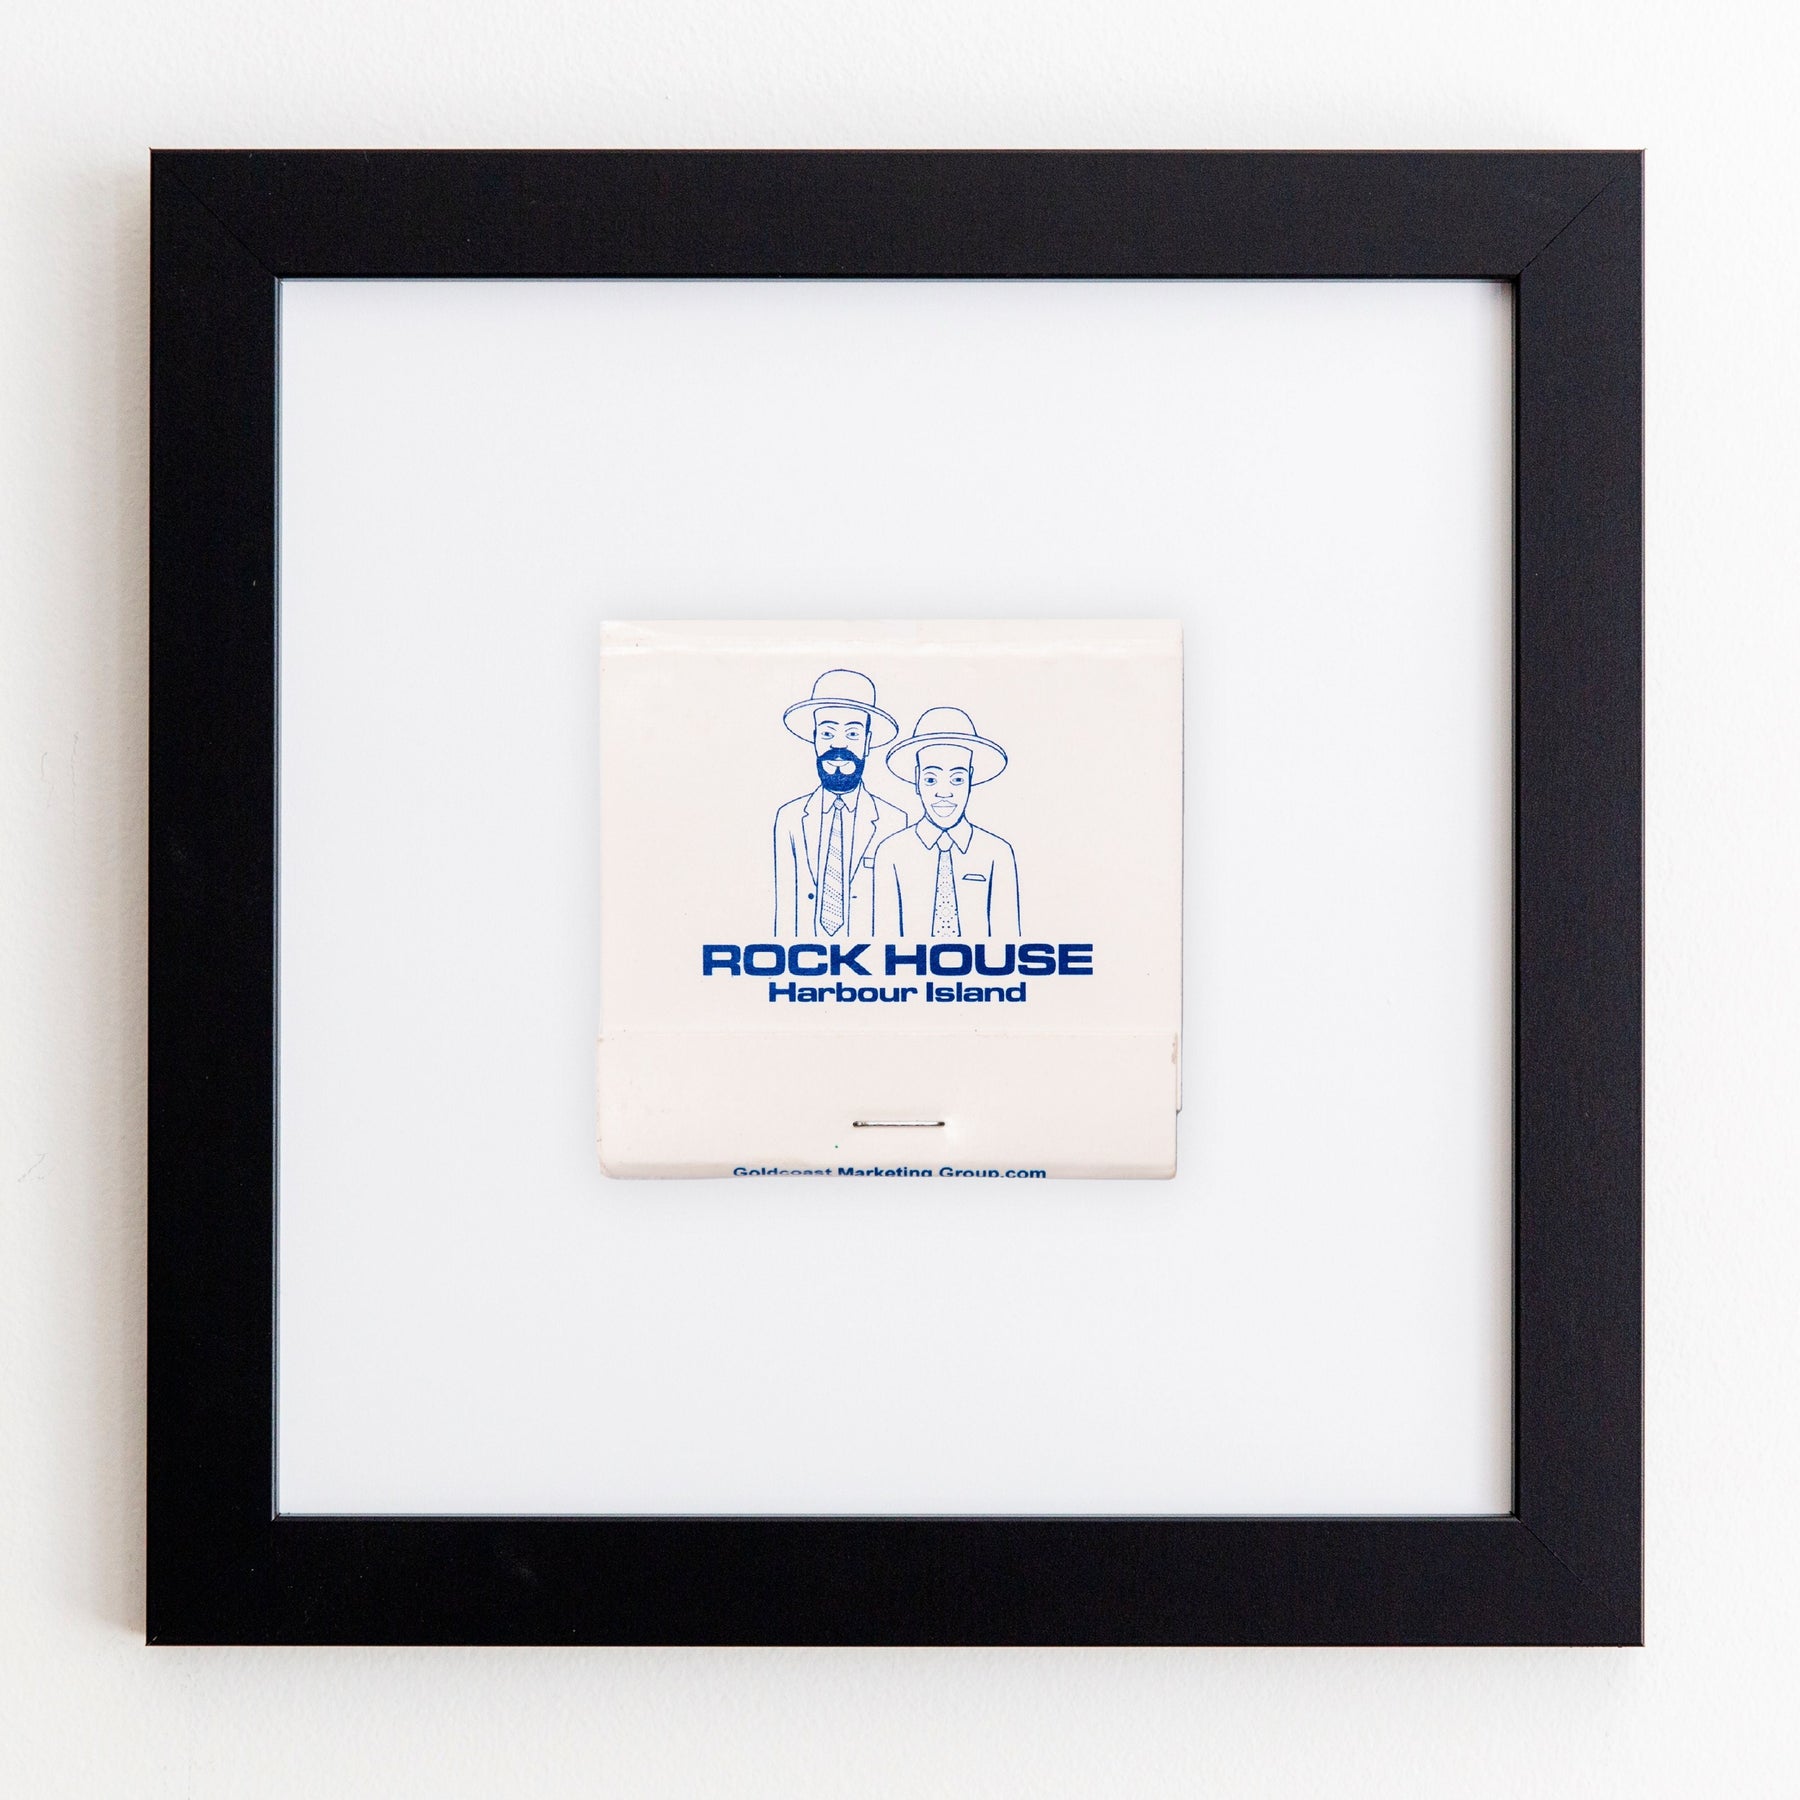 ROCK HOUSE
Harbour Island
Goldcoast Marketing Group.com